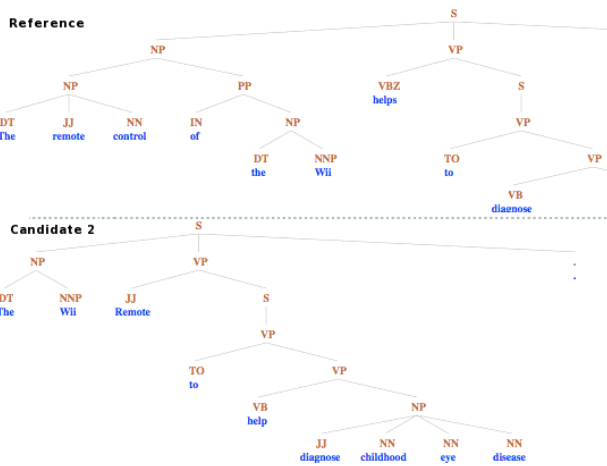 Reference
S
NP VP
NP PP VBZ S
helps
DT JJ NN IN NP VP
The remote control of
DT NNP TO VP
the Wii to
VB
diagnose
Candidate 2
S
NP VP .
.
DT NNP JJ S
The Wii Remote
VP
TO VP
to
VB NP
help
JJ NN NN NN
diagnose childhood eye disease